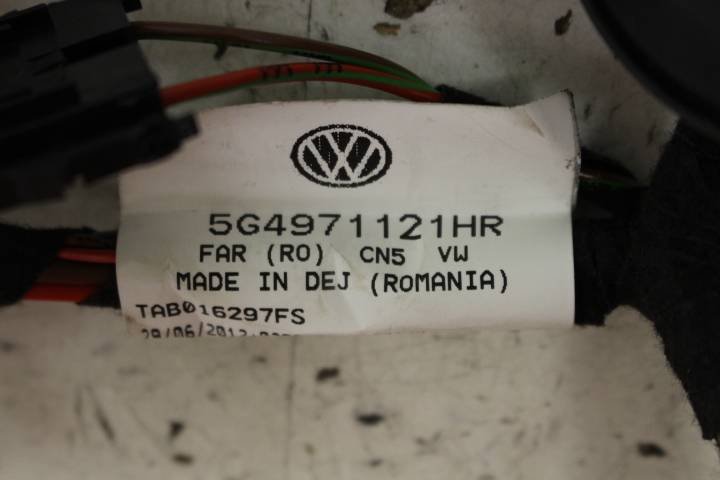 5G4971121HR
FAR (RO) CN5 VW
MADE IN DEJ (ROMANIA)
TAB016297FS